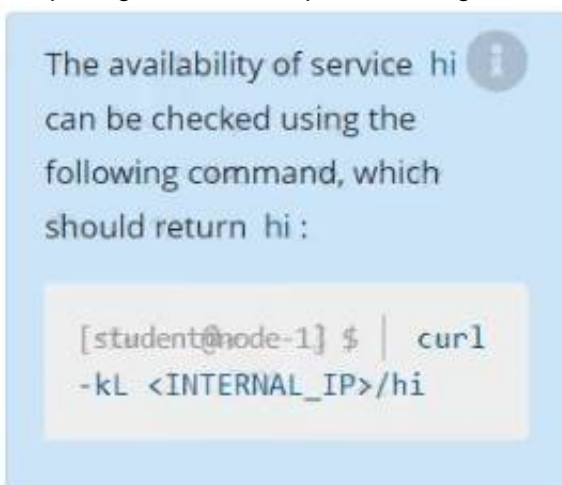 The availability of service hi
can be checked using the
following command, which
should return hi :
[student@node-1] $ | curl
-kL <INTERNAL_IP>/hi